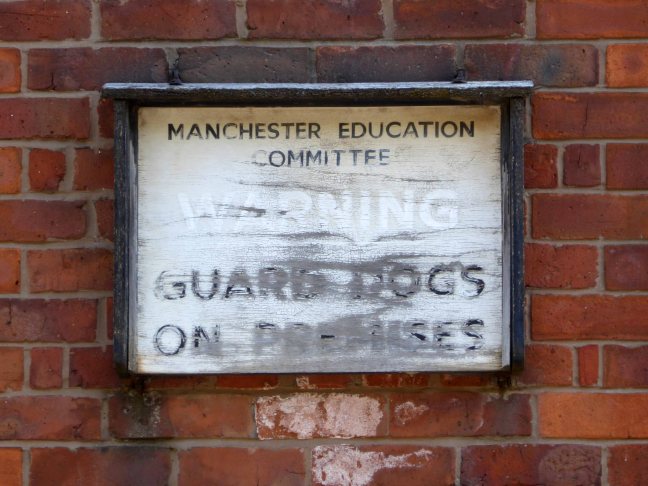 MANCHESTER EDUCATION
COMMITTEE
WARNING
GUARD DOGS
ON PREMISES